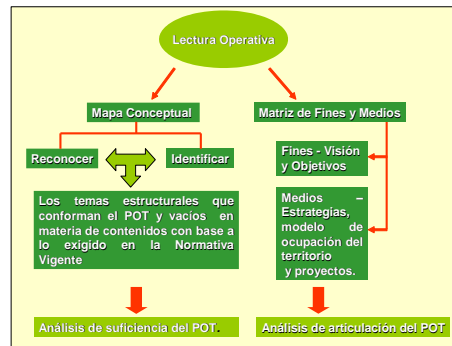 Lectura Operativa
Mapa Conceptual
Matriz de Fines y Medios
Reconocer
Identificar
Fines - Visión
y Objetivos
Los temas estructurales que
conforman el POT y vacíos en
materia de contenidos con base a
lo exigido en la Normativa
Vigente
Medios –
Estrategias,
modelo de
ocupación del
territorio
y proyectos.
Análisis de suficiencia del POT.
Análisis de articulación del POT